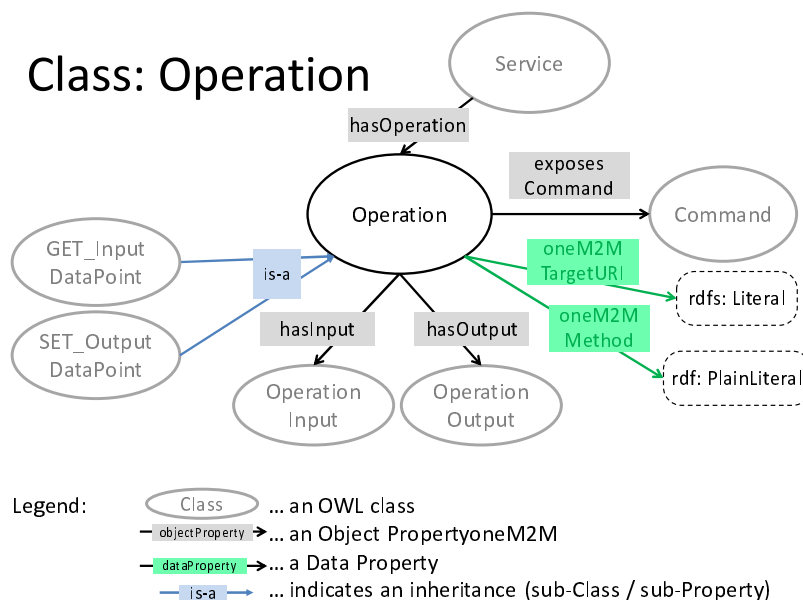 Class: Operation
Service
hasOperation
exposes
Command
Operation
Command
GET_Input
DataPoint
is-a
oneM2M
TargetURI
rdfs: Literal
SET_Output
DataPoint
hasInput
hasOutput
oneM2M
Method
rdf: PlainLiteral
Operation
Input
Operation
Output
Legend:
Class
... an OWL class
objectProperty
... an Object PropertyoneM2M
dataProperty
... a Data Property
is-a
... indicates an inheritance (sub-Class / sub-Property)